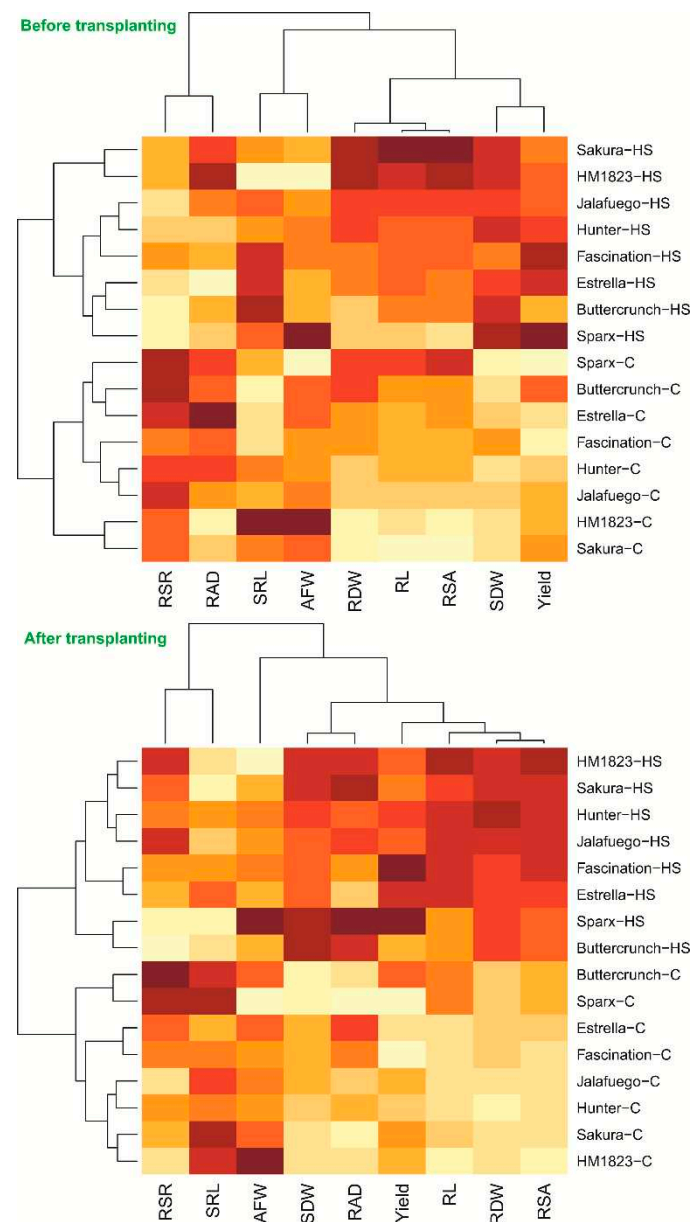 Before transplanting
Sakura-HS
HM1823-HS
Jalafuego-HS
Hunter-HS
Fascination-HS
Estrella-HS
Buttercrunch-HS
Sparx-HS
Sparx-C
Buttercrunch-C
Estrella-C
Fascination-C
Hunter-C
Jalafuego-C
HM1823-C
Sakura-C
RSR RAD SRL AFW RDW RL RSA SDW Yield
After transplanting
HM1823-HS
Sakura-HS
Hunter-HS
Jalafuego-HS
Fascination-HS
Estrella-HS
Sparx-HS
Buttercrunch-HS
Buttercrunch-C
Sparx-C
Estrella-C
Fascination-C
Jalafuego-C
Hunter-C
Sakura-C
HM1823-C
RSR SRL AFW SDW RAD Yield RL RDW RSA